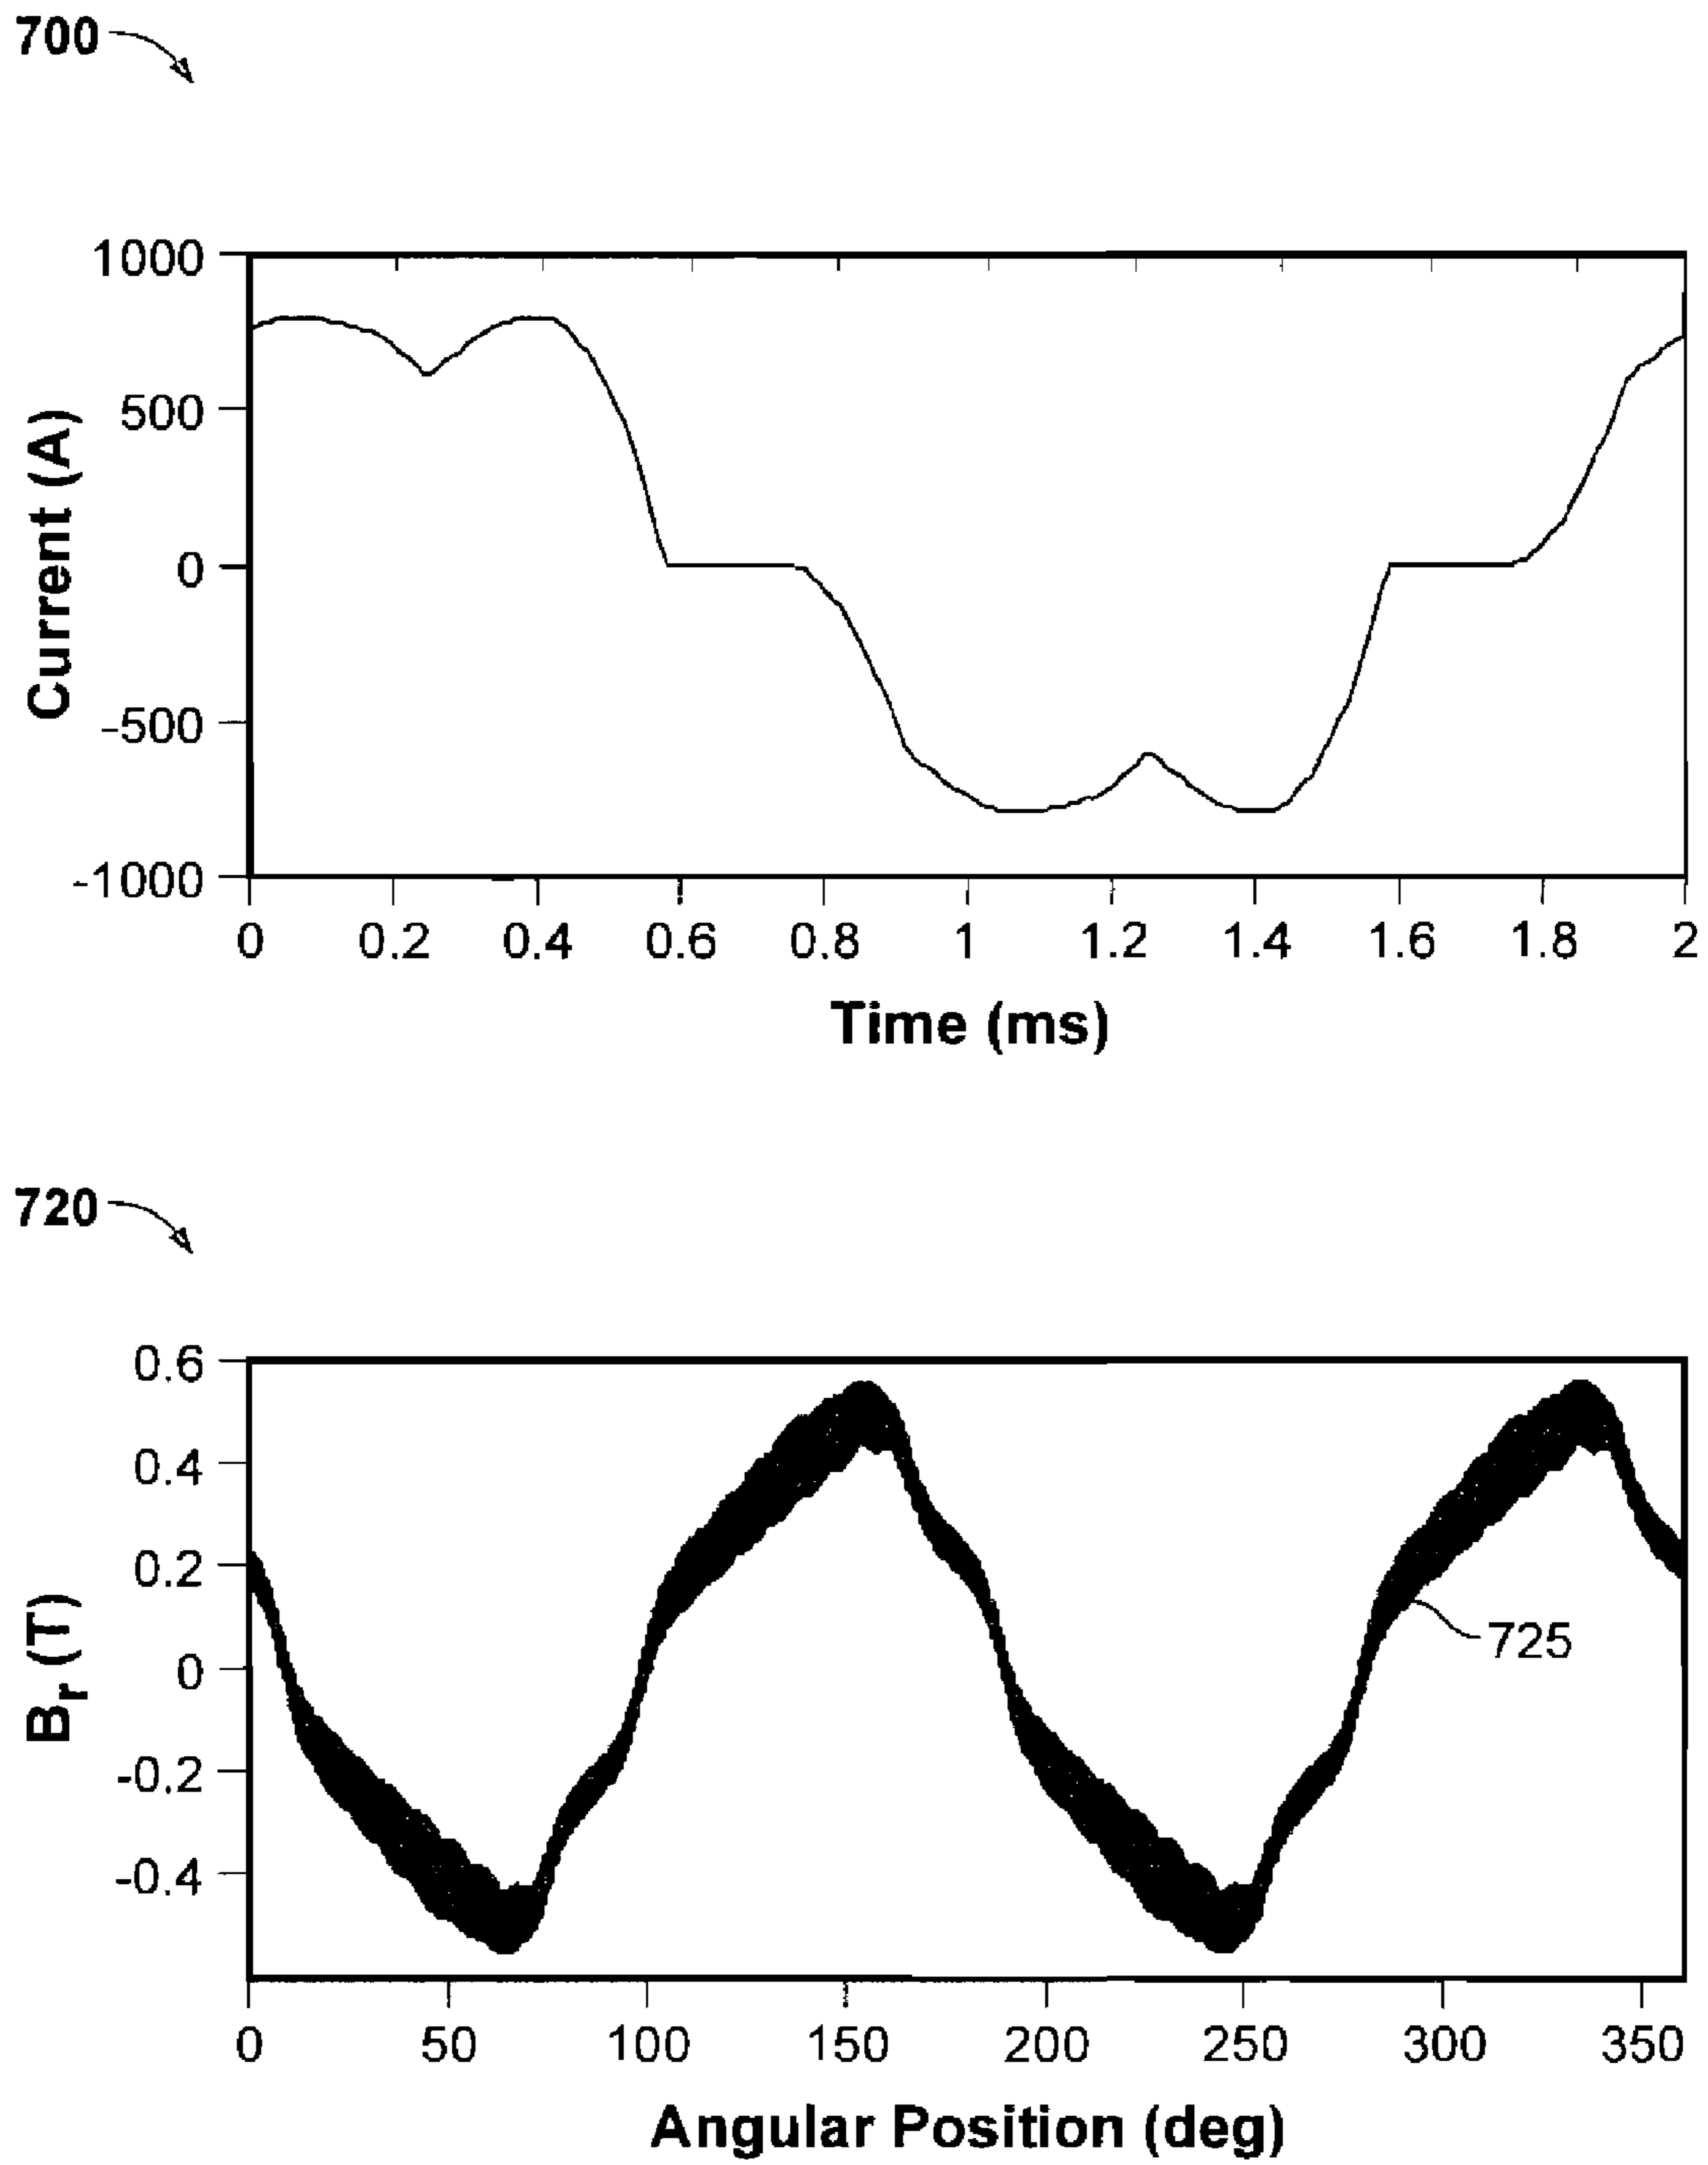 700
1000
500
0
-500
-1000
Current (A)
0 0.2 0.4 0.6 0.8 1 1.2 1.4 1.6 1.8 2
Time (ms)
720
0.6
0.4
0.2
0
-0.2
-0.4
Br (T)
725
0 50 100 150 200 250 300 350
Angular Position (deg)